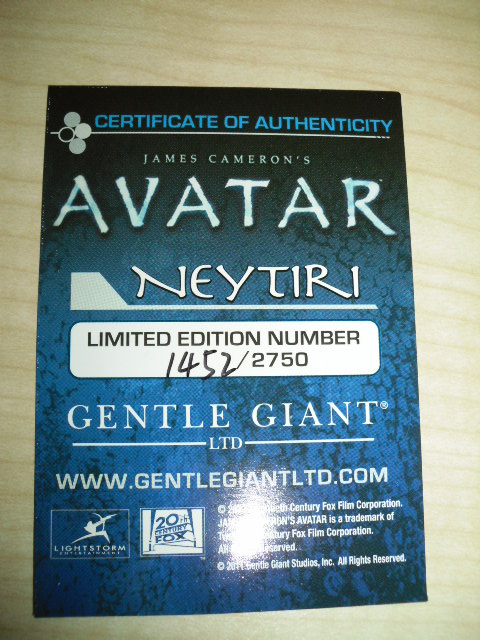 CERTIFICATE OF AUTHENTICITY
JAMES CAMERON'S
AVATAR
NEYTIRI
LIMITED EDITION NUMBER
1452/2750
GENTLE GIANT®
LTD
WWW.GENTLEGIANTLTD.COM
LIGHTSTORM
ENTERTAINMENT
20th
CENTURY
FOX
© Century Fox Film Corporation.
AVATAR is a trademark of
Fox Film Corporation.
© 2011 Gentle Giant Studios, Inc. All Rights Reserved.